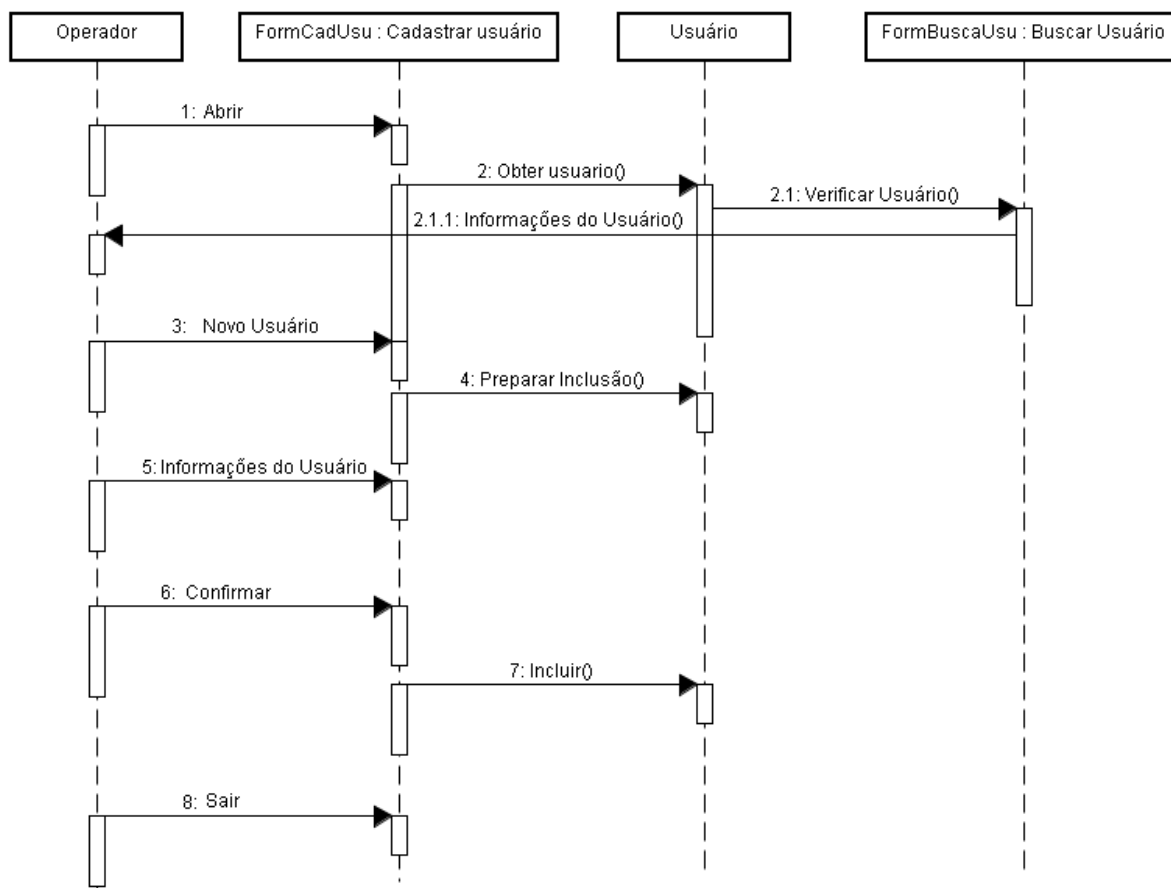 Operador
FormCadUsu : Cadastrar usuário
Usuário
FormBuscaUsu : Buscar Usuário
1: Abrir
2: Obter usuario()
2.1: Verificar Usuário()
2.1.1: Informações do Usuário()
3: Novo Usuário
4: Preparar Inclusão()
5: Informações do Usuário
6: Confirmar
7: Incluir()
8: Sair